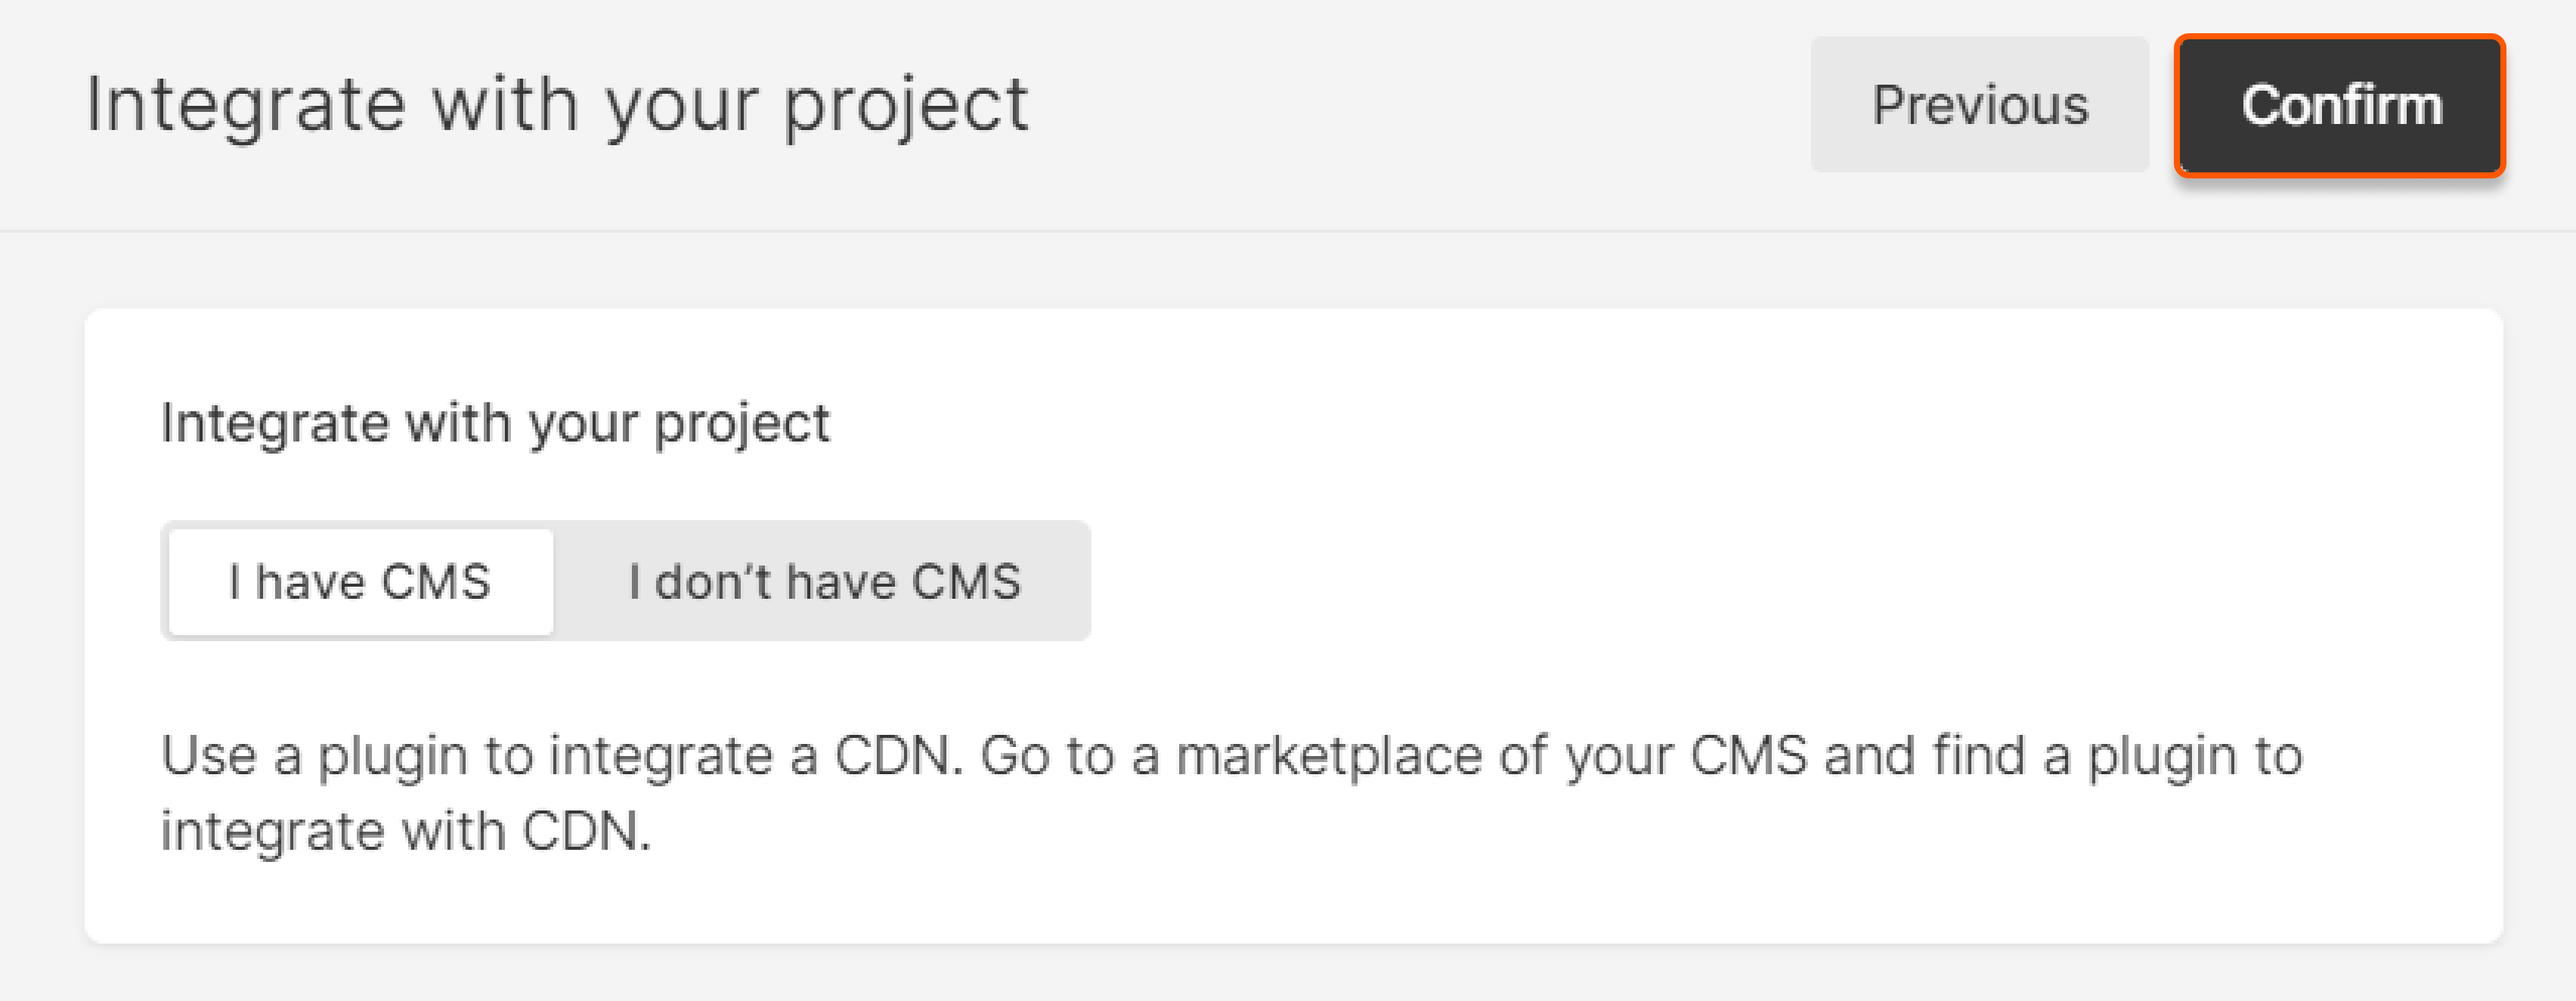 Integrate with your project
Previous
Confirm
Integrate with your project
I have CMS
I don't have CMS
Use a plugin to integrate a CDN. Go to a marketplace of your CMS and find a plugin to
integrate with CDN.